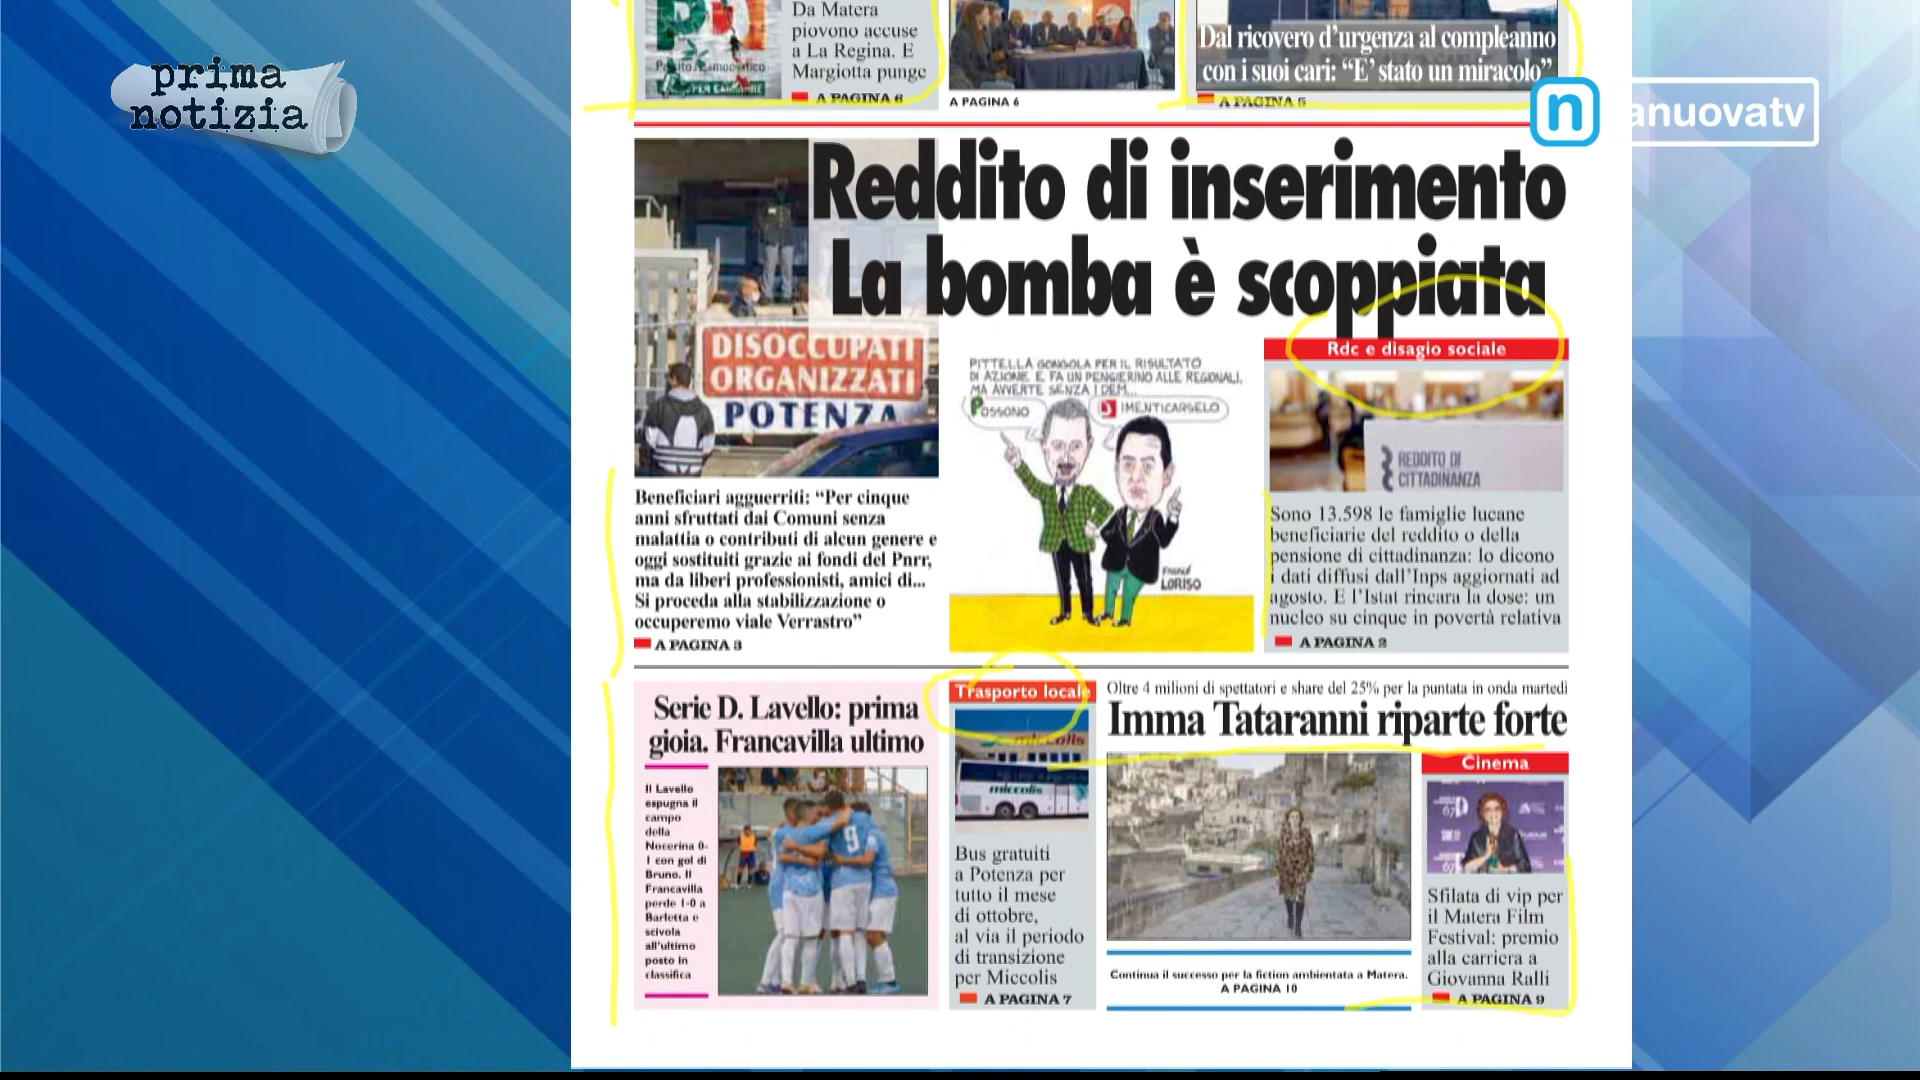 prima
notizia
n
anuovatv
Da Matera
piovono accuse
a La Regina. E
Margiotta punge
A PAGINA 6
A PAGINA 6
Dal ricovero d'urgenza al compleanno
con i suoi cari: “E' stato un miracolo”
A PAGINA 5
Reddito di inserimento
La bomba è scoppiata
DISOCCUPATI
ORGANIZZATI
POTENZA
Beneficiari agguerriti: “Per cinque
anni sfruttati dai Comuni senza
malattia o contributi di alcun genere e
oggi sostituiti grazie ai fondi del Pnrr,
ma da liberi professionisti, amici di...
Si proceda alla stabilizzazione o
occuperemo viale Verrastro”
A PAGINA 3
PITTELLA GONGOLA PER IL RISULTATO
DI AZIONE E FA UN PENSIERINO ALLE REGIONALI,
MA AVVERTE SENZA I DEM...
POSSONO
IMENTICARSELO
LORISO
Rdc e disagio sociale
REDDITO DI
CITTADINANZA
Sono 13.598 le famiglie lucane
beneficiarie del reddito o della
pensione di cittadinanza: lo dicono
i dati diffusi dall'Inps aggiornati ad
agosto. E l'Istat rincara la dose: un
nucleo su cinque in povertà relativa
A PAGINA 2
Serie D. Lavello: prima
gioia. Francavilla ultimo
Il Lavello
espugna il
campo
della
Nocerina 0-
1 con gol di
Bruno. Il
Francavilla
perde 1-0 a
Barletta e
scivola
all'ultimo
posto in
classifica
9
Trasporto locale
miccolis
miccolis
Bus gratuiti
a Potenza per
tutto il mese
di ottobre,
al via il periodo
di transizione
per Miccolis
A PAGINA 7
Oltre 4 milioni di spettatori e share del 25% per la puntata in onda martedì
Imma Tataranni riparte forte
Continua il successo per la fiction ambientata a Matera.
A PAGINA 10
Cinema
Sfilata di vip per
il Matera Film
Festival: premio
alla carriera a
Giovanna Ralli
A PAGINA 9